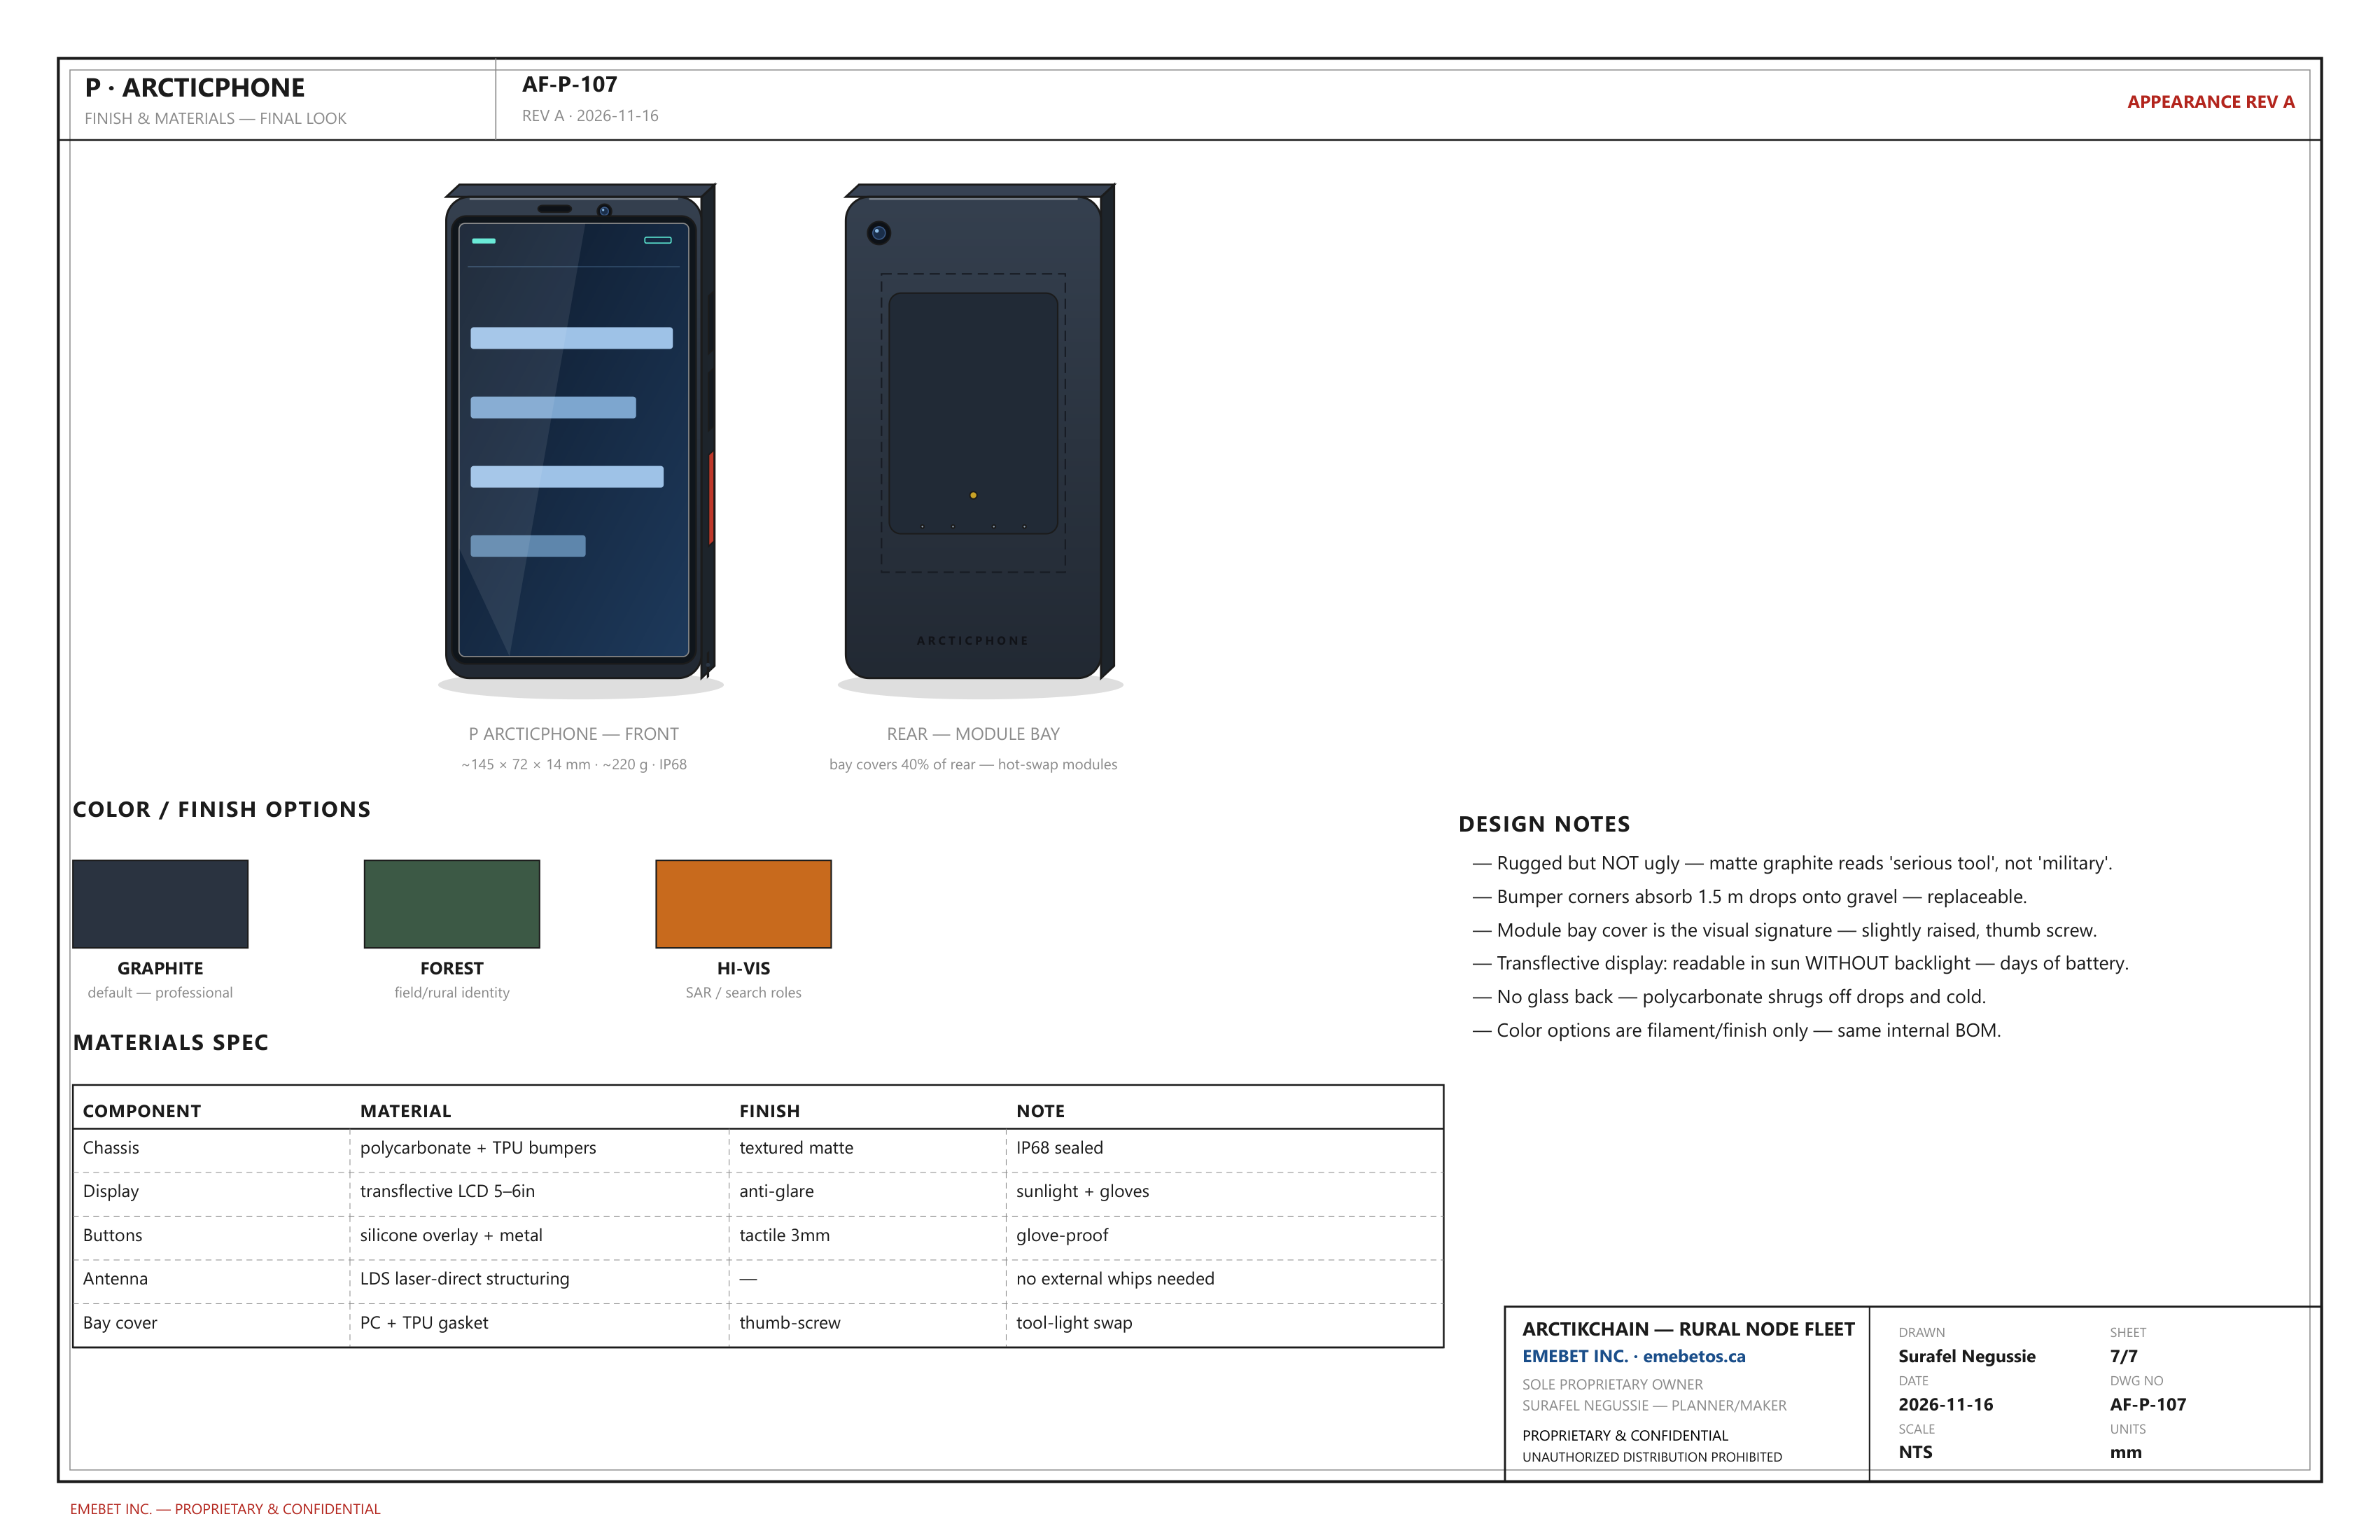 P · ARCTICPHONE
FINISH & MATERIALS — FINAL LOOK
AF-P-107
REV A · 2026-11-16
APPEARANCE REV A
ARCTICPHONE
P ARCTICPHONE — FRONT
~145 × 72 × 14 mm · ~220 g · IP68
REAR — MODULE BAY
bay covers 40% of rear — hot-swap modules
COLOR / FINISH OPTIONS
GRAPHITE
default — professional
FOREST
field/rural identity
HI-VIS
SAR / search roles
DESIGN NOTES
— Rugged but NOT ugly — matte graphite reads 'serious tool', not 'military'.
— Bumper corners absorb 1.5 m drops onto gravel — replaceable.
— Module bay cover is the visual signature — slightly raised, thumb screw.
— Transflective display: readable in sun WITHOUT backlight — days of battery.
— No glass back — polycarbonate shrugs off drops and cold.
— Color options are filament/finish only — same internal BOM.
MATERIALS SPEC
COMPONENT MATERIAL FINISH NOTE
Chassis polycarbonate + TPU bumpers textured matte IP68 sealed
Display transflective LCD 5–6in anti-glare sunlight + gloves
Buttons silicone overlay + metal tactile 3mm glove-proof
Antenna LDS laser-direct structuring — no external whips needed
Bay cover PC + TPU gasket thumb-screw tool-light swap
ARCTIKCHAIN — RURAL NODE FLEET
EMEBET INC. · emebetos.ca
SOLE PROPRIETARY OWNER
SURAFEL NEGUSSIE — PLANNER/MAKER
PROPRIETARY & CONFIDENTIAL
UNAUTHORIZED DISTRIBUTION PROHIBITED
DRAWN SHEET
Surafel Negussie 7/7
DATE DWG NO
2026-11-16 AF-P-107
SCALE UNITS
NTS mm
EMEBET INC. — PROPRIETARY & CONFIDENTIAL